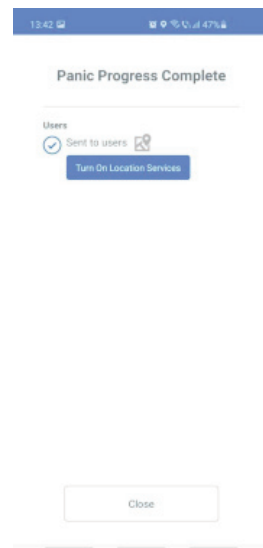 13:42 47%
Panic Progress Complete
Users
Sent to users
Turn On Location Services
Close